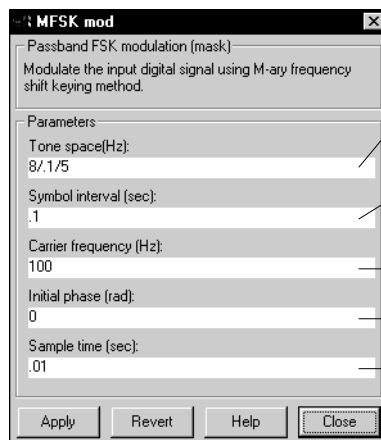 MFSK mod
Passband FSK modulation (mask)
Modulate the input digital signal using M-ary frequency
shift keying method.
Parameters
Tone space(Hz):
8/.1/5
Symbol interval (sec):
.1
Carrier frequency (Hz):
100
Initial phase (rad):
0
Sample time (sec):
.01
Apply Revert Help Close